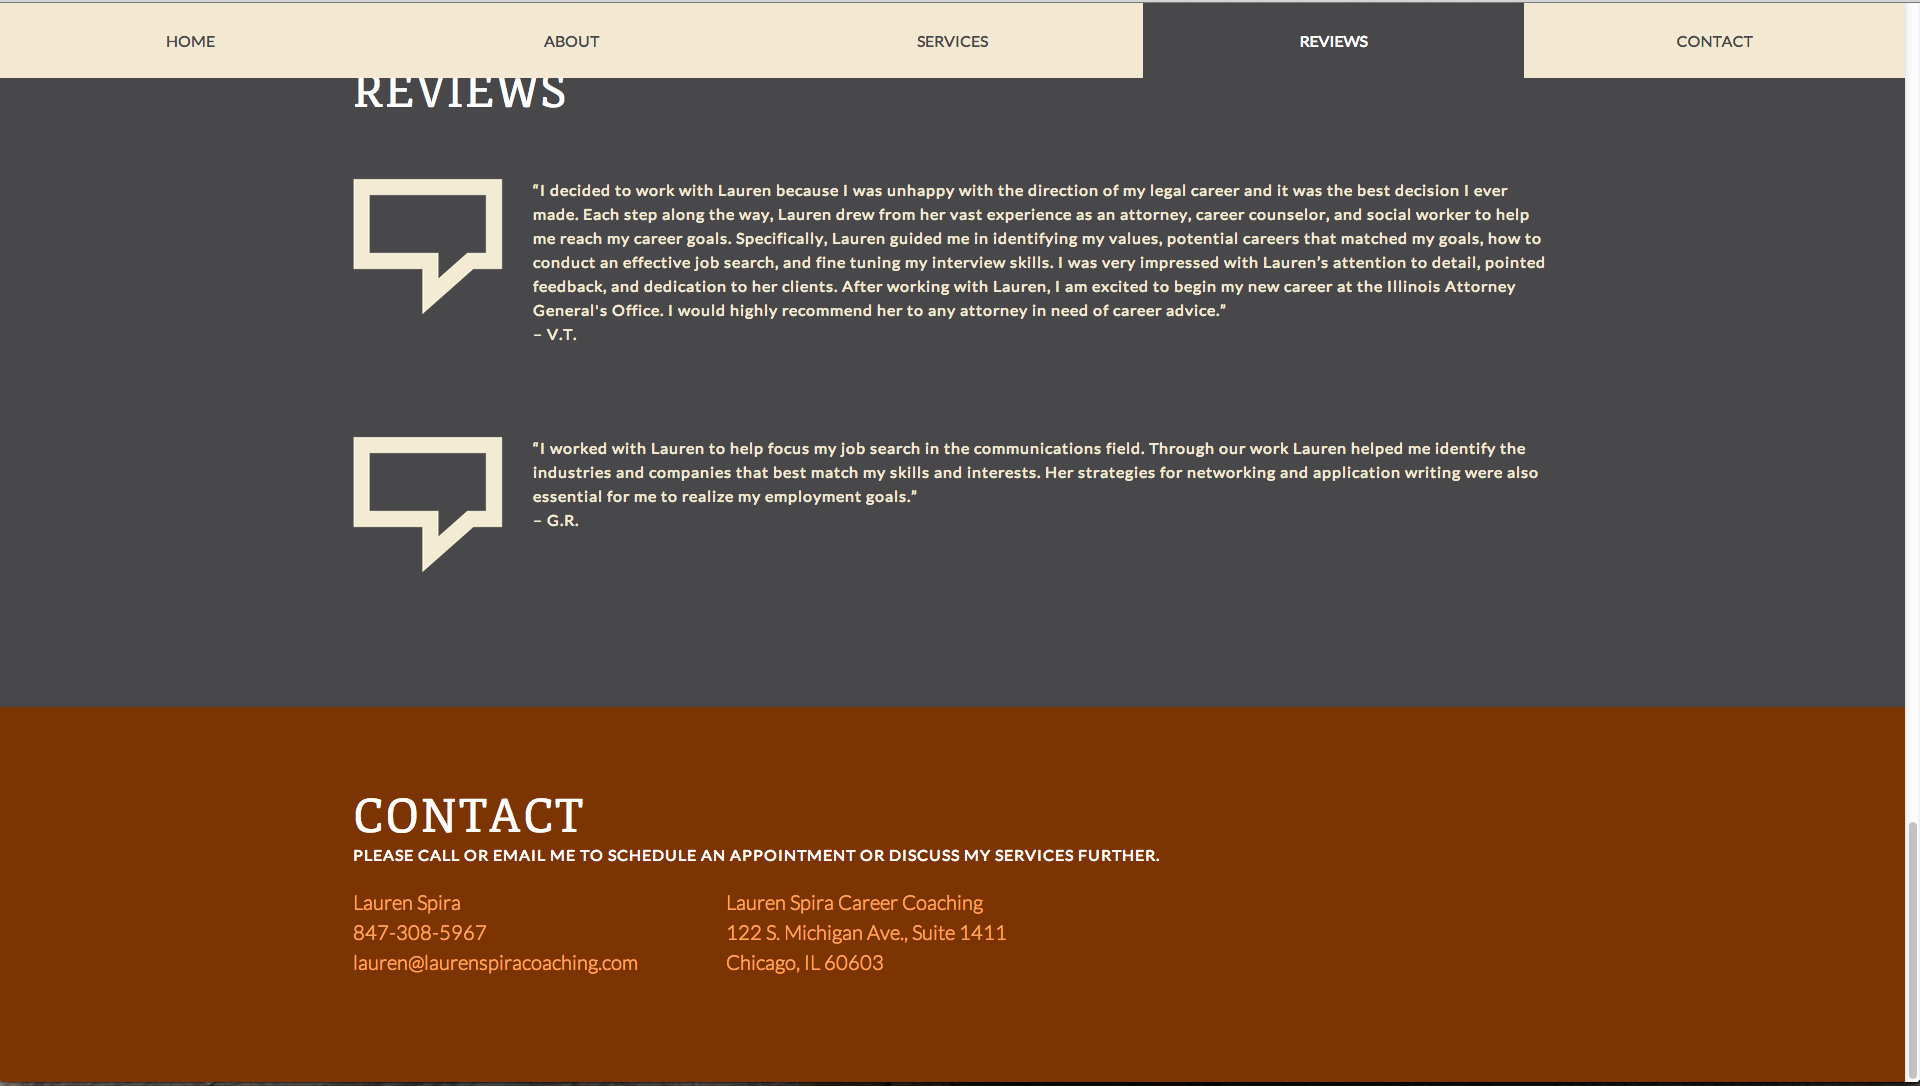 HOME ABOUT SERVICES REVIEWS CONTACT
REVIEWS
“I decided to work with Lauren because I was unhappy with the direction of my legal career and it was the best decision I ever
made. Each step along the way, Lauren drew from her vast experience as an attorney, career counselor, and social worker to help
me reach my career goals. Specifically, Lauren guided me in identifying my values, potential careers that matched my goals, how to
conduct an effective job search, and fine tuning my interview skills. I was very impressed with Lauren’s attention to detail, pointed
feedback, and dedication to her clients. After working with Lauren, I am excited to begin my new career at the Illinois Attorney
General's Office. I would highly recommend her to any attorney in need of career advice.”
– V.T.
“I worked with Lauren to help focus my job search in the communications field. Through our work Lauren helped me identify the
industries and companies that best match my skills and interests. Her strategies for networking and application writing were also
essential for me to realize my employment goals.”
– G.R.
CONTACT
PLEASE CALL OR EMAIL ME TO SCHEDULE AN APPOINTMENT OR DISCUSS MY SERVICES FURTHER.
Lauren Spira
847-308-5967
lauren@laurenspiracoaching.com
Lauren Spira Career Coaching
122 S. Michigan Ave., Suite 1411
Chicago, IL 60603